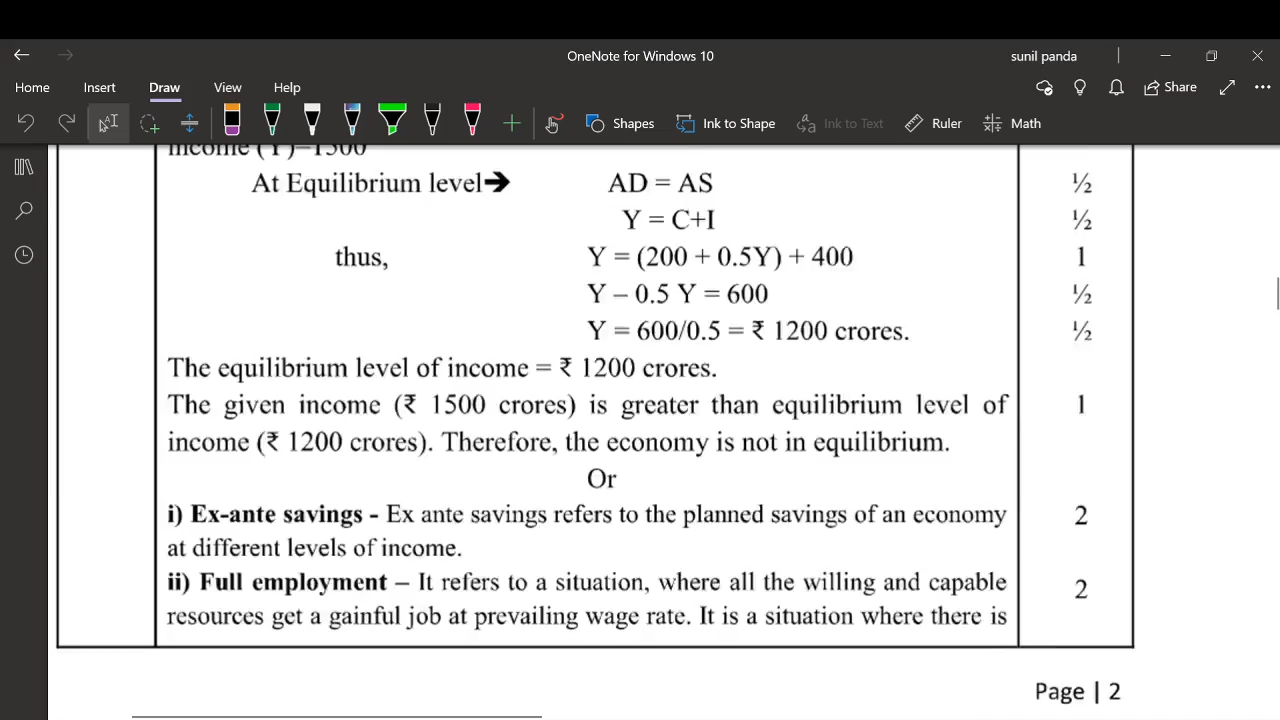 OneNote for Windows 10
sunil panda
Home Insert Draw View Help
Share
Shapes Ink to Shape Ink to Text Ruler Math
income (Y)=1500
At Equilibrium level➔ AD = AS ½
Y = C+I ½
thus, Y = (200 + 0.5Y) + 400 1
Y – 0.5 Y = 600 ½
Y = 600/0.5 = ₹ 1200 crores. ½
The equilibrium level of income = ₹ 1200 crores.
The given income (₹ 1500 crores) is greater than equilibrium level of 1
income (₹ 1200 crores). Therefore, the economy is not in equilibrium.
Or
i) Ex-ante savings - Ex ante savings refers to the planned savings of an economy 2
at different levels of income.
ii) Full employment – It refers to a situation, where all the willing and capable 2
resources get a gainful job at prevailing wage rate. It is a situation where there is
Page | 2